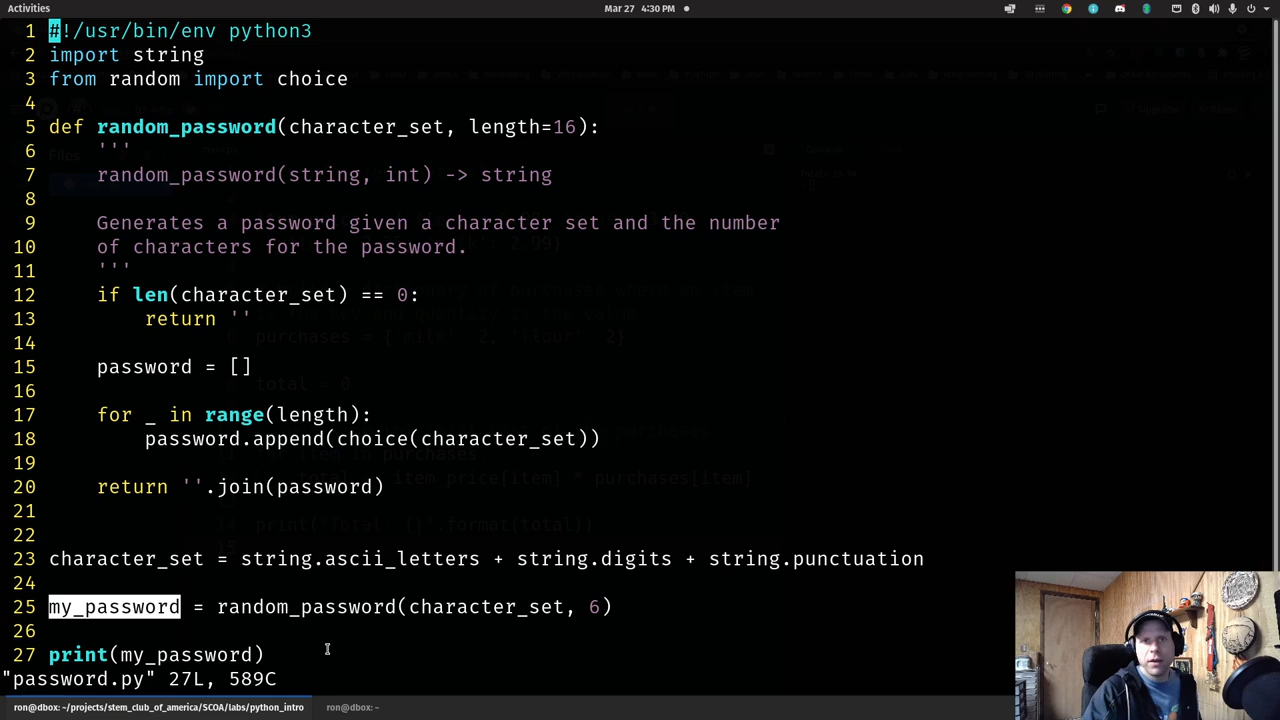 Activities
Mar 27 4:30 PM
1 #!/usr/bin/env python3
2 import string
3 from random import choice
4
5 def random_password(character_set, length=16):
6 '''
7 random_password(string, int) -> string
8
9 Generates a password given a character set and the number
10 of characters for the password.
11 '''
12 if len(character_set) == 0:
13 return ''
14
15 password = []
16
17 for _ in range(length):
18 password.append(choice(character_set))
19
20 return ''.join(password)
21
22
23 character_set = string.ascii_letters + string.digits + string.punctuation
24
25 my_password = random_password(character_set, 6)
26
27 print(my_password)
"password.py" 27L, 589C
ron@dbox: ~/projects/stem_club_of_america/SCOA/labs/python_intro
ron@dbox: ~